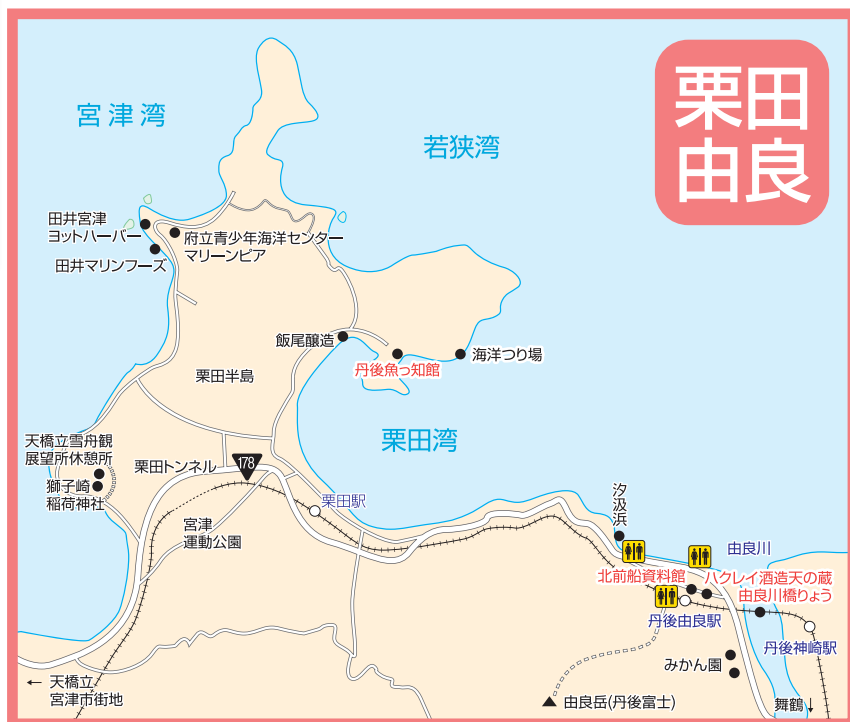 栗田
由良
宮津湾
若狭湾
田井宮津
ヨットハーバー
府立青少年海洋センター
マリーンピア
田井マリンフーズ
飯尾醸造
丹後魚っ知館
海洋つり場
栗田半島
栗田湾
天橋立雪舟観
展望所休憩所
獅子崎
稲荷神社
栗田トンネル
178
栗田駅
宮津
運動公園
汐汲浜
由良川
北前船資料館
ハクレイ酒造天の蔵
由良川橋りょう
丹後由良駅
丹後神崎駅
みかん園
← 天橋立
宮津市街地
▲ 由良岳(丹後富士)
舞鶴↓